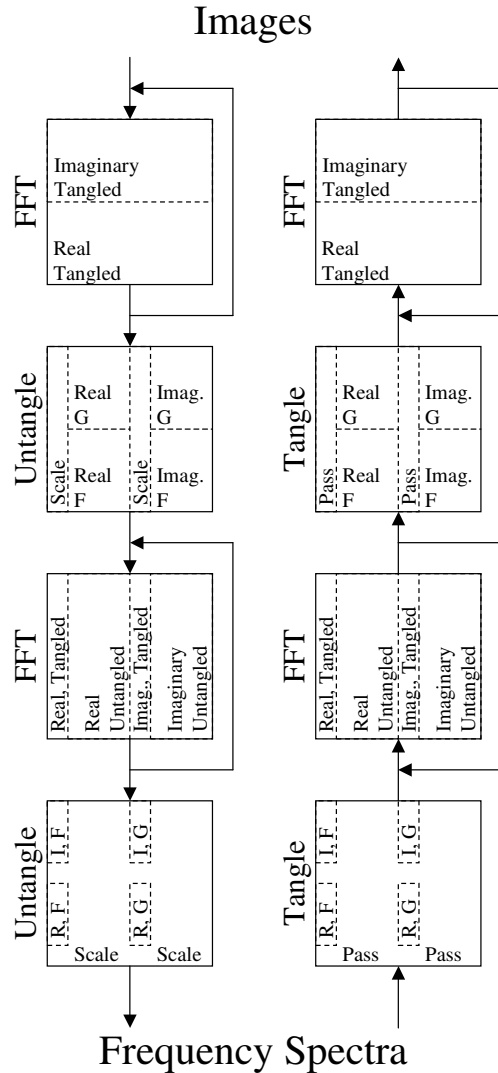 Images
FFT
Imaginary
Tangled
Real
Tangled
FFT
Imaginary
Tangled
Real
Tangled
Untangle
Scale
Real
G
Real
F
Scale
Imag.
G
Imag.
F
Tangle
Pass
Real
G
Real
F
Pass
Imag.
G
Imag.
F
FFT
Real, Tangled
Real
Untangled
Imag., Tangled
Imaginary
Untangled
FFT
Real, Tangled
Real
Untangled
Imag., Tangled
Imaginary
Untangled
Untangle
I, F
I, G
R, F
R, G
Scale
Scale
Tangle
I, F
I, G
R, F
R, G
Pass
Pass
Frequency Spectra